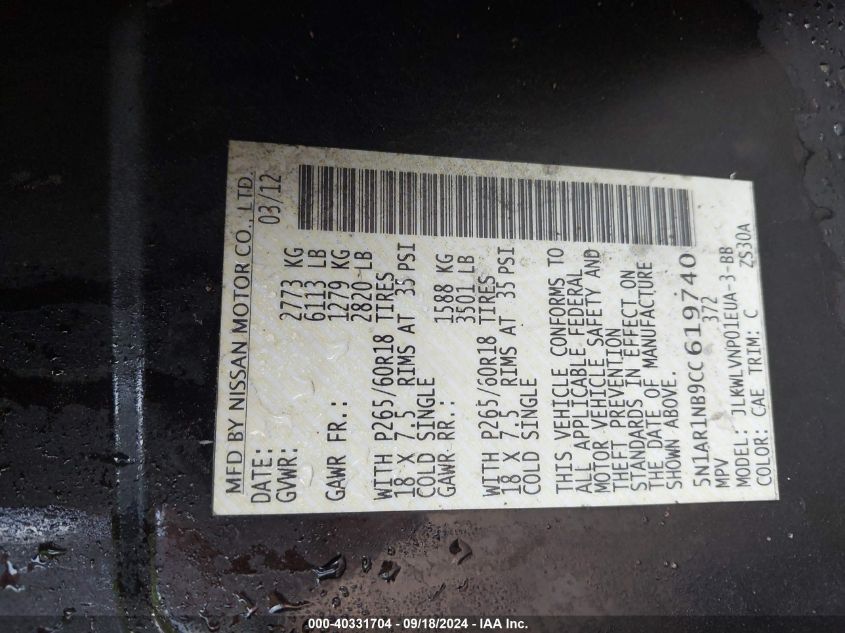 MFD BY NISSAN MOTOR CO., LTD.
DATE: 03/12
GVWR: 2773 KG
6113 LB
GAWR FR.: 1279 KG
2820 LB
WITH P265/60R18 TIRES
18 X 7.5 RIMS AT 35 PSI
COLD SINGLE
GAWR RR.: 1588 KG
3501 LB
WITH P265/60R18 TIRES
18 X 7.5 RIMS AT 35 PSI
COLD SINGLE
THIS VEHICLE CONFORMS TO
ALL APPLICABLE FEDERAL
MOTOR VEHICLE SAFETY AND
THEFT PREVENTION
STANDARDS IN EFFECT ON
THE DATE OF MANUFACTURE
SHOWN ABOVE.
5N1AR1NB9CC619740
MPV 372
MODEL: JLKWLVNP01EUA-3-BB
COLOR: CAE TRIM: C ZS30A
000-40331704 - 09/18/2024 - IAA Inc.